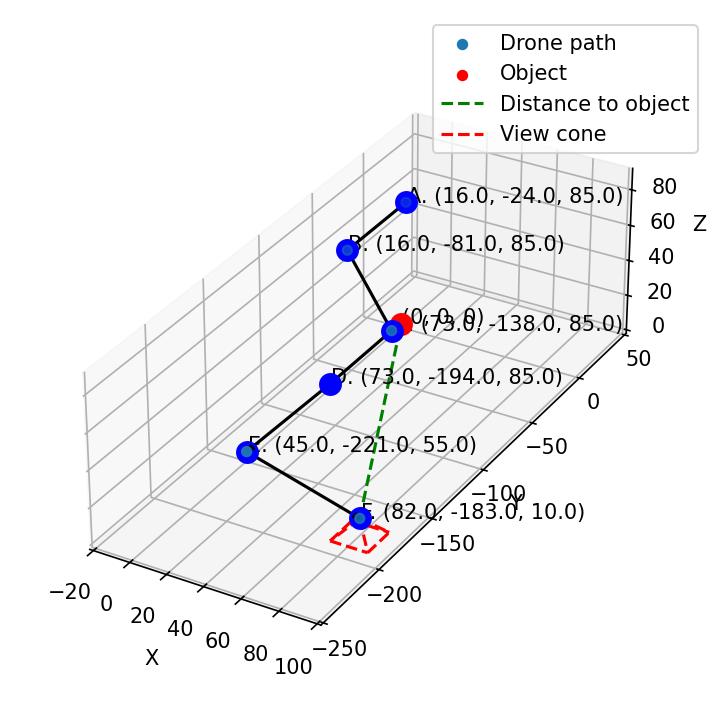 Drone path
Object
Distance to object
View cone
A. (16.0, -24.0, 85.0)
B. (16.0, -81.0, 85.0)
(0, 0, 0)
(73.0, -138.0, 85.0)
D. (73.0, -194.0, 85.0)
E. (45.0, -221.0, 55.0)
F. (82.0, -183.0, 10.0)
80
60
40
20
0
Z
50
0
−50
−100
−150
−200
−250
Y
−20
0
20
40
60
80
100
X